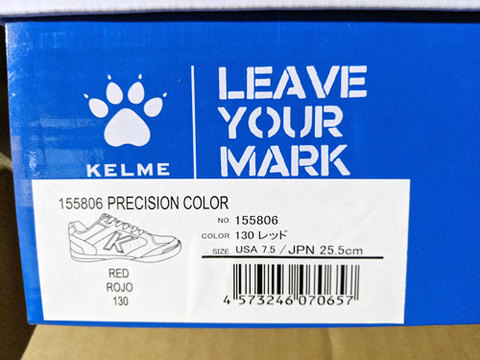 KELME
LEAVE
YOUR
MARK
155806 PRECISION COLOR
K
RED
ROJO
130
NO. 155806
COLOR 130 レッド
SIZE USA 7.5 / JPN 25.5cm
4 573246 070657